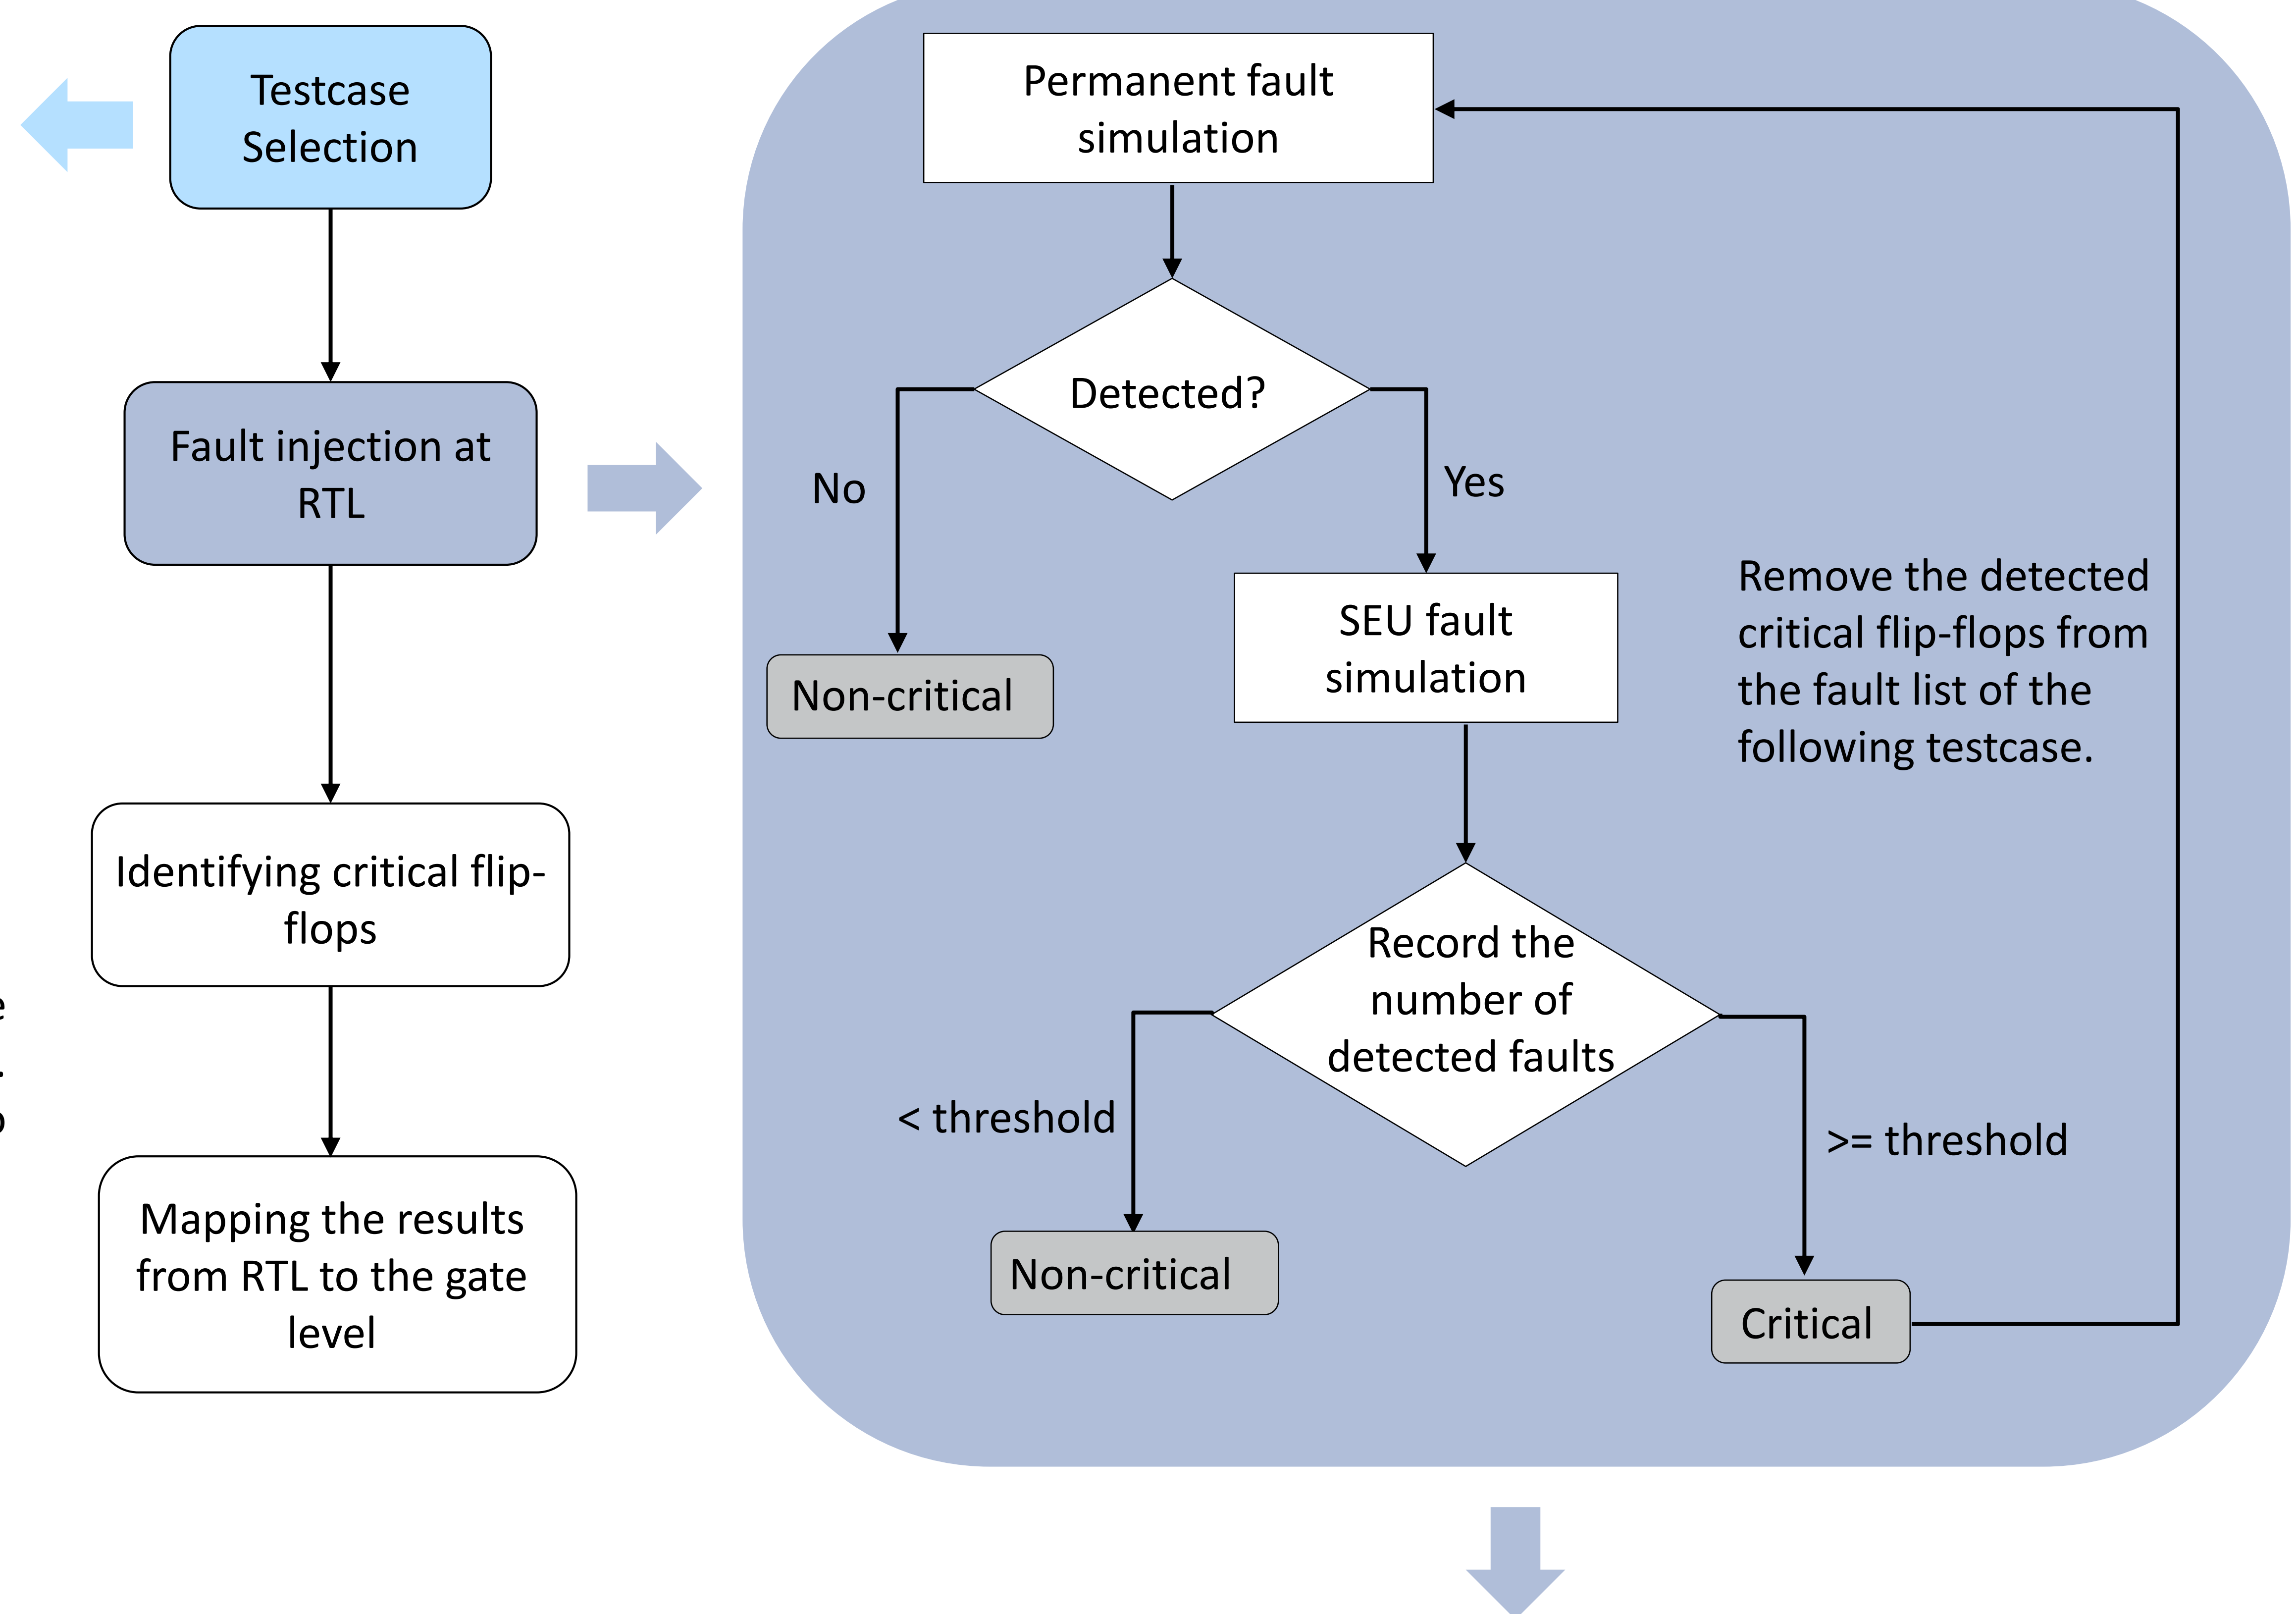 Testcase
Selection
Fault injection at
RTL
Identifying critical flip-
flops
Mapping the results
from RTL to the gate
level
Permanent fault
simulation
Detected?
No
Yes
Non-critical
SEU fault
simulation
Remove the detected
critical flip-flops from
the fault list of the
following testcase.
Record the
number of
detected faults
< threshold
>= threshold
Non-critical
Critical